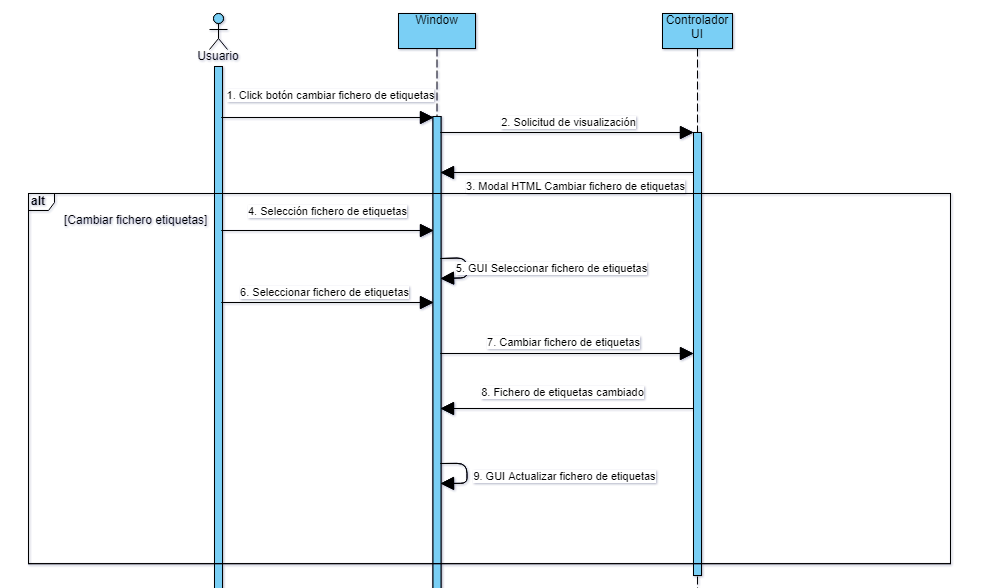 Usuario
Window
Controlador
UI
1. Click botón cambiar fichero de etiquetas
2. Solicitud de visualización
3. Modal HTML Cambiar fichero de etiquetas
alt
[Cambiar fichero etiquetas]
4. Selección fichero de etiquetas
5. GUI Seleccionar fichero de etiquetas
6. Seleccionar fichero de etiquetas
7. Cambiar fichero de etiquetas
8. Fichero de etiquetas cambiado
9. GUI Actualizar fichero de etiquetas